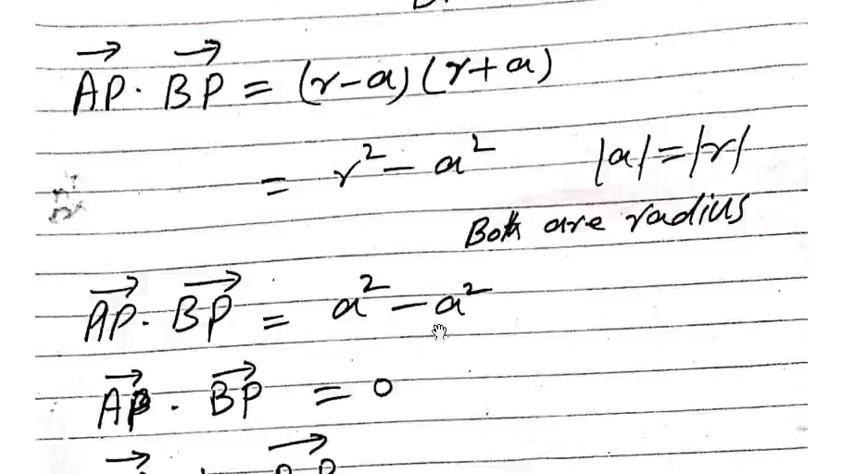 AP⃗ · BP⃗ = (r-a)(r+a)
= r² - a² |a| = |r|
Both are radius
AP⃗ · BP⃗ = a² - a²
AP⃗ · BP⃗ = 0